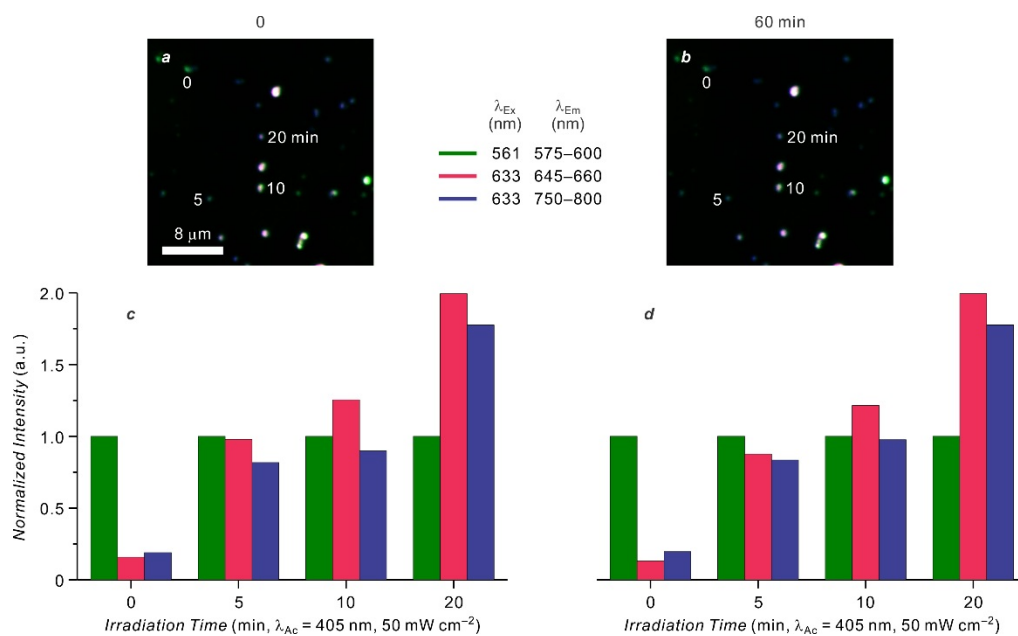 0
60 min
a
0
20 min
10
5
8 μm
λEx
(nm)
λEm
(nm)
561 575–600
633 645–660
633 750–800
b
0
20 min
10
5
c
Normalized Intensity (a.u.)
2.0
1.5
1.0
0.5
0
0 5 10 20
Irradiation Time (min, λAc = 405 nm, 50 mW cm−2)
d
0 5 10 20
Irradiation Time (min, λAc = 405 nm, 50 mW cm−2)